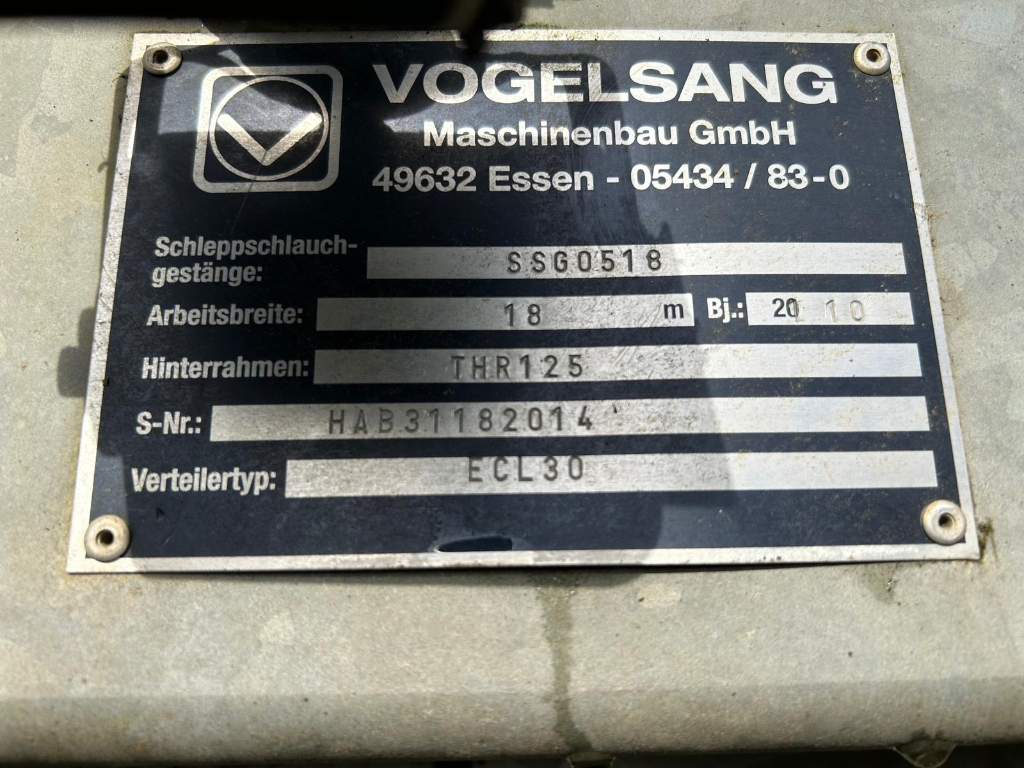 VOGELSANG
Maschinenbau GmbH
49632 Essen - 05434 / 83-0
Schleppschlauch-
gestänge: SSG0518
Arbeitsbreite: 18 m Bj.: 20 10
Hinterrahmen: THR125
S-Nr.: HAB31182014
Verteilertyp: ECL30